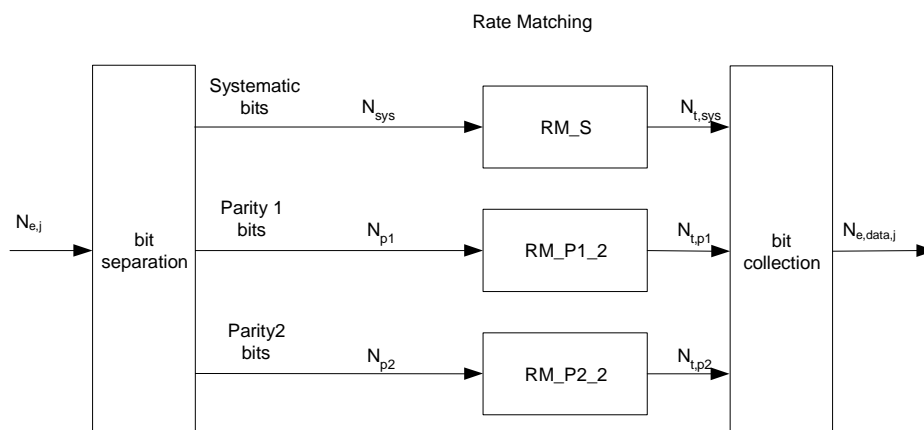 Rate Matching
Systematic
bits
N_sys
RM_S
N_t,sys
N_e,j
bit
separation
Parity 1
bits
N_p1
RM_P1_2
N_t,p1
bit
collection
N_e,data,j
Parity2
bits
N_p2
RM_P2_2
N_t,p2